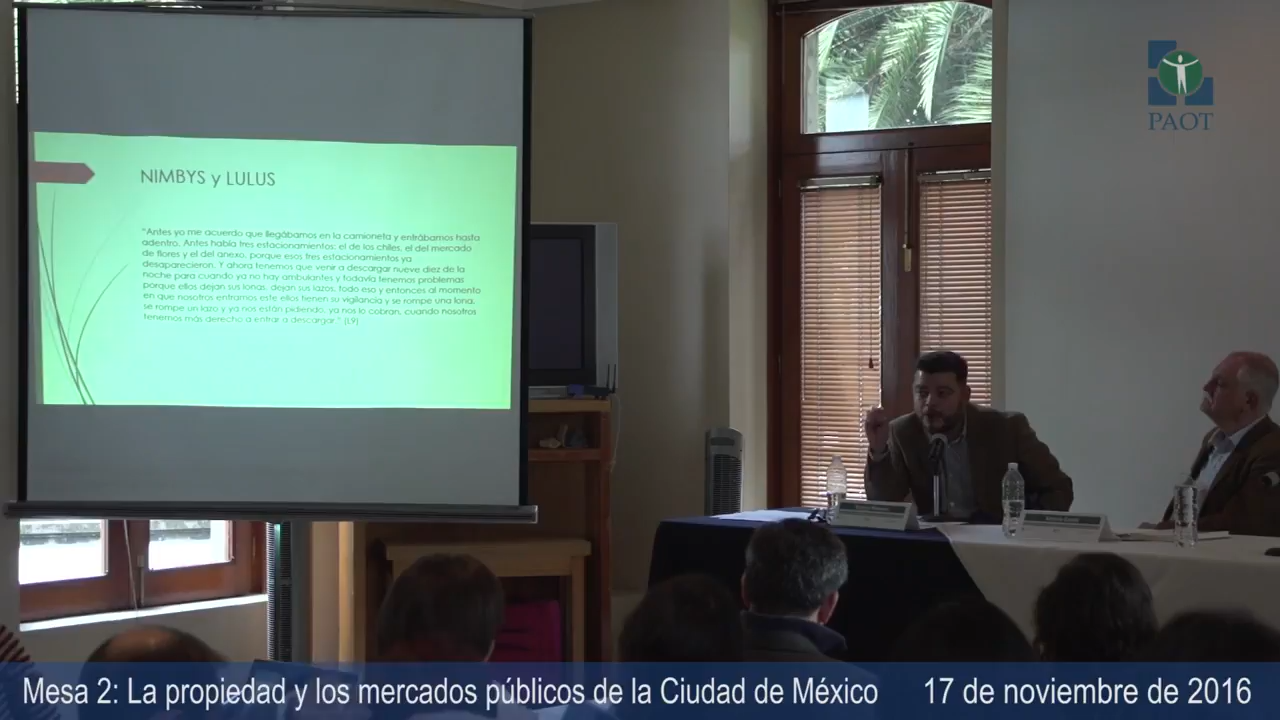 PAOT
NIMBYS y LULUS
"Antes yo me acuerdo que llegábamos en la camioneta y entrábamos hasta
adentro. Antes había tres estacionamientos: el de los chiles, el del mercado
de flores y el del anexo, porque esos tres estacionamientos ya
desaparecieron. Y ahora tenemos que venir a descargar nueve diez de la
noche para cuando ya no hay ambulantes y todavía tenemos problemas
porque ellos dejan sus lonas, dejan sus lazos, todo eso y entonces al momento
en que nosotros entramos este ellos tienen su vigilancia y se rompe una lona,
se rompe un lazo y ya nos están pidiendo, ya nos lo cobran, cuando nosotros
tenemos más derecho a entrar a descargar." (L9)
Mesa 2: La propiedad y los mercados públicos de la Ciudad de México 17 de noviembre de 2016